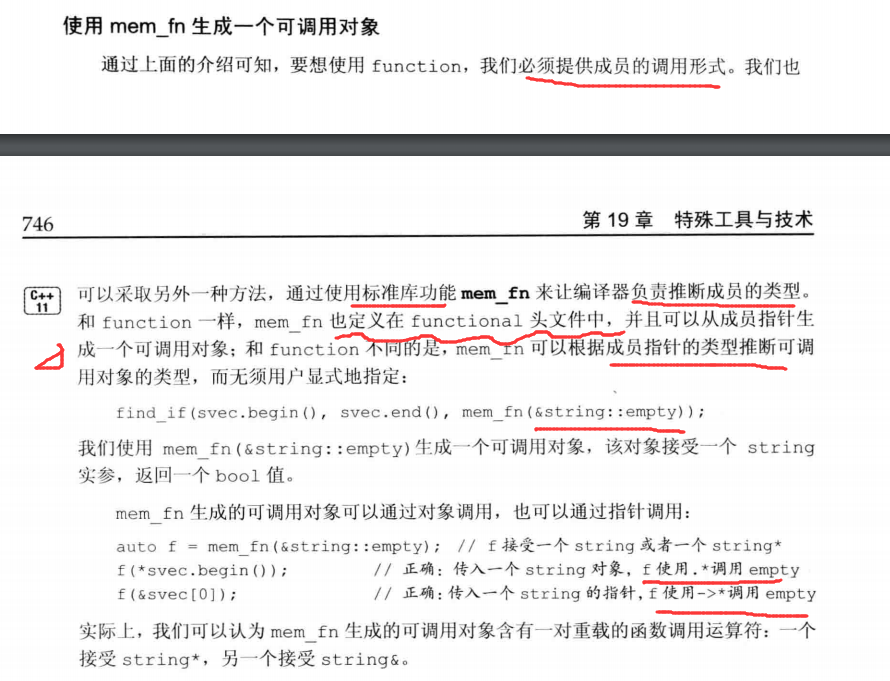 使用 mem_fn 生成一个可调用对象
通过上面的介绍可知，要想使用 function，我们必须提供成员的调用形式。我们也
746
第 19 章 特殊工具与技术
C++
11
可以采取另外一种方法，通过使用标准库功能 mem_fn 来让编译器负责推断成员的类型。
和 function 一样，mem_fn 也定义在 functional 头文件中，并且可以从成员指针生
成一个可调用对象；和 function 不同的是，mem_fn 可以根据成员指针的类型推断可调
用对象的类型，而无须用户显式地指定：
find_if(svec.begin(), svec.end(), mem_fn(&string::empty));
我们使用 mem_fn(&string::empty)生成一个可调用对象，该对象接受一个 string
实参，返回一个 bool 值。
mem_fn 生成的可调用对象可以通过对象调用，也可以通过指针调用：
auto f = mem_fn(&string::empty); // f 接受一个 string 或者一个 string*
f(*svec.begin()); // 正确：传入一个 string 对象，f 使用.*调用 empty
f(&svec[0]); // 正确：传入一个 string 的指针，f 使用->*调用 empty
实际上，我们可以认为 mem_fn 生成的可调用对象含有一对重载的函数调用运算符：一个
接受 string*，另一个接受 string&。